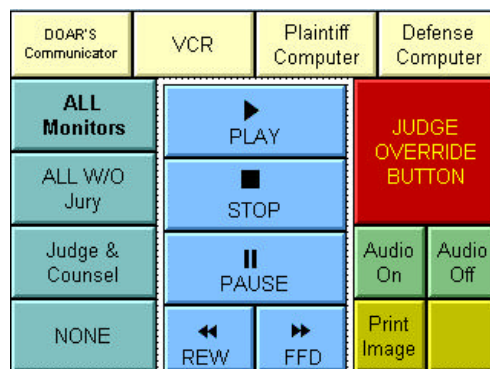 DOAR'S
Communicator
VCR
Plaintiff
Computer
Defense
Computer
ALL
Monitors
PLAY
JUDGE
OVERRIDE
BUTTON
ALL W/O
Jury
STOP
Judge &
Counsel
PAUSE
Audio
On
Audio
Off
NONE
REW
FFD
Print
Image